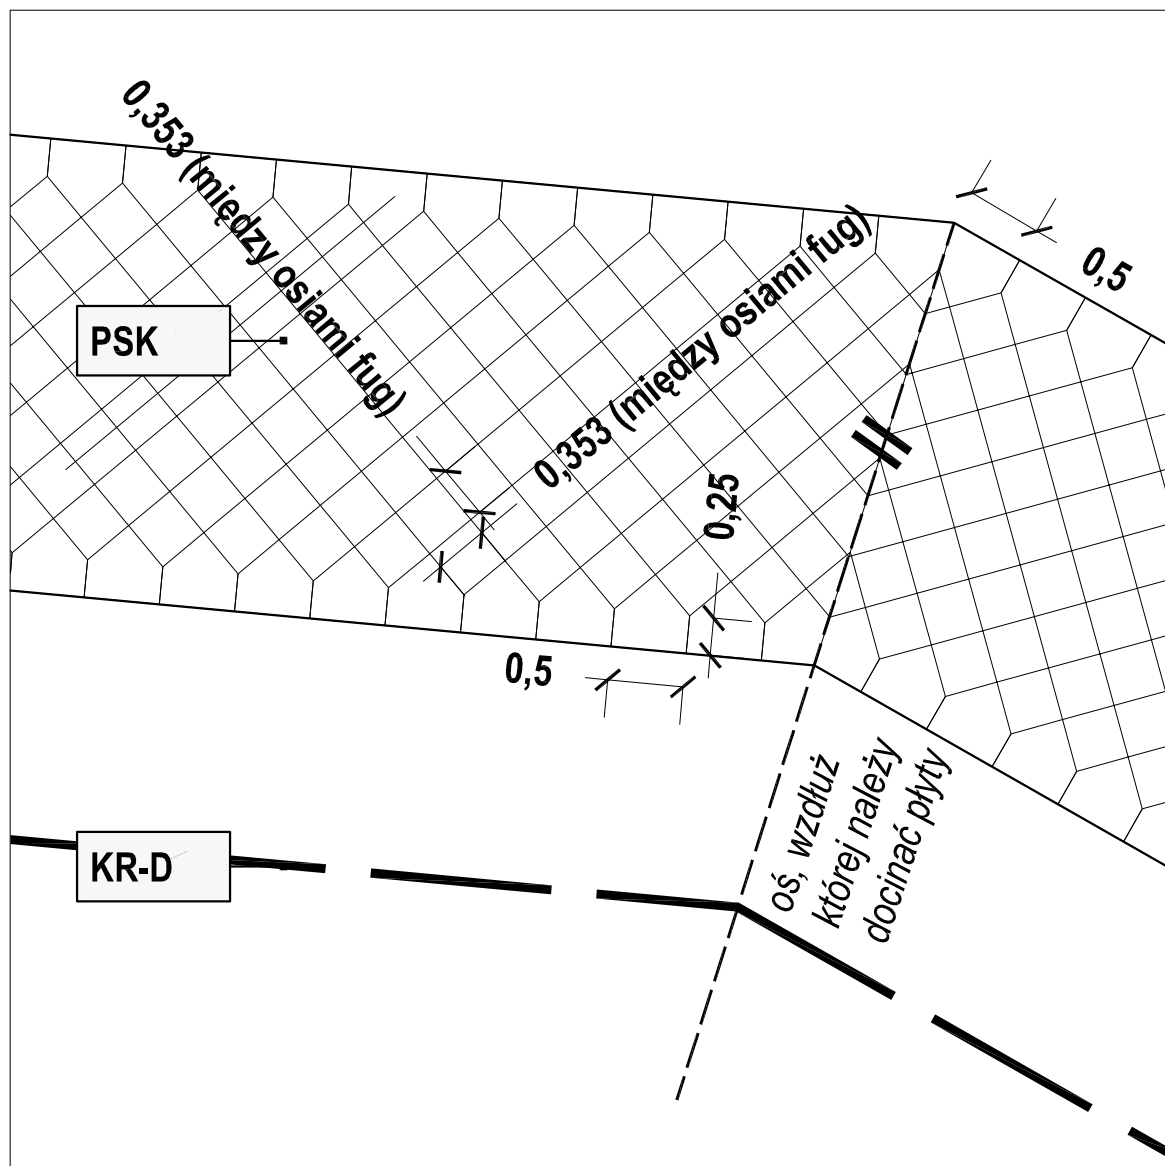 0,353 (między osiami fug)
0,5
PSK
0,353 (między osiami fug)
0,25
0,5
oś, wzdłuż
której należy
docinać płyty
KR-D